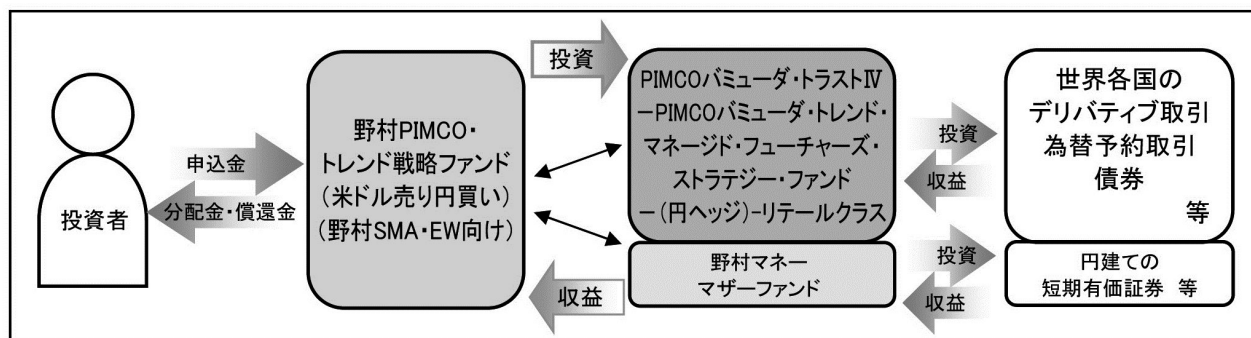 投資者
申込金
分配金・償還金
野村PIMCO・
トレンド戦略ファンド
(米ドル売り円買い)
(野村SMA・EW向け)
投資
収益
PIMCOバミューダ・トラストⅣ
-PIMCOバミューダ・トレンド・
マネージド・フューチャーズ・
ストラテジー・ファンド
-(円ヘッジ)-リテールクラス
野村マネー
マザーファンド
投資
収益
投資
収益
世界各国の
デリバティブ取引
為替予約取引
債券
等
円建ての
短期有価証券 等